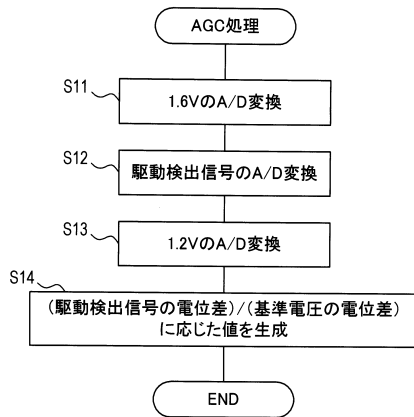 AGC処理
S11
1.6VのA/D変換
S12
駆動検出信号のA/D変換
S13
1.2VのA/D変換
S14
(駆動検出信号の電位差)/(基準電圧の電位差)
に応じた値を生成
END